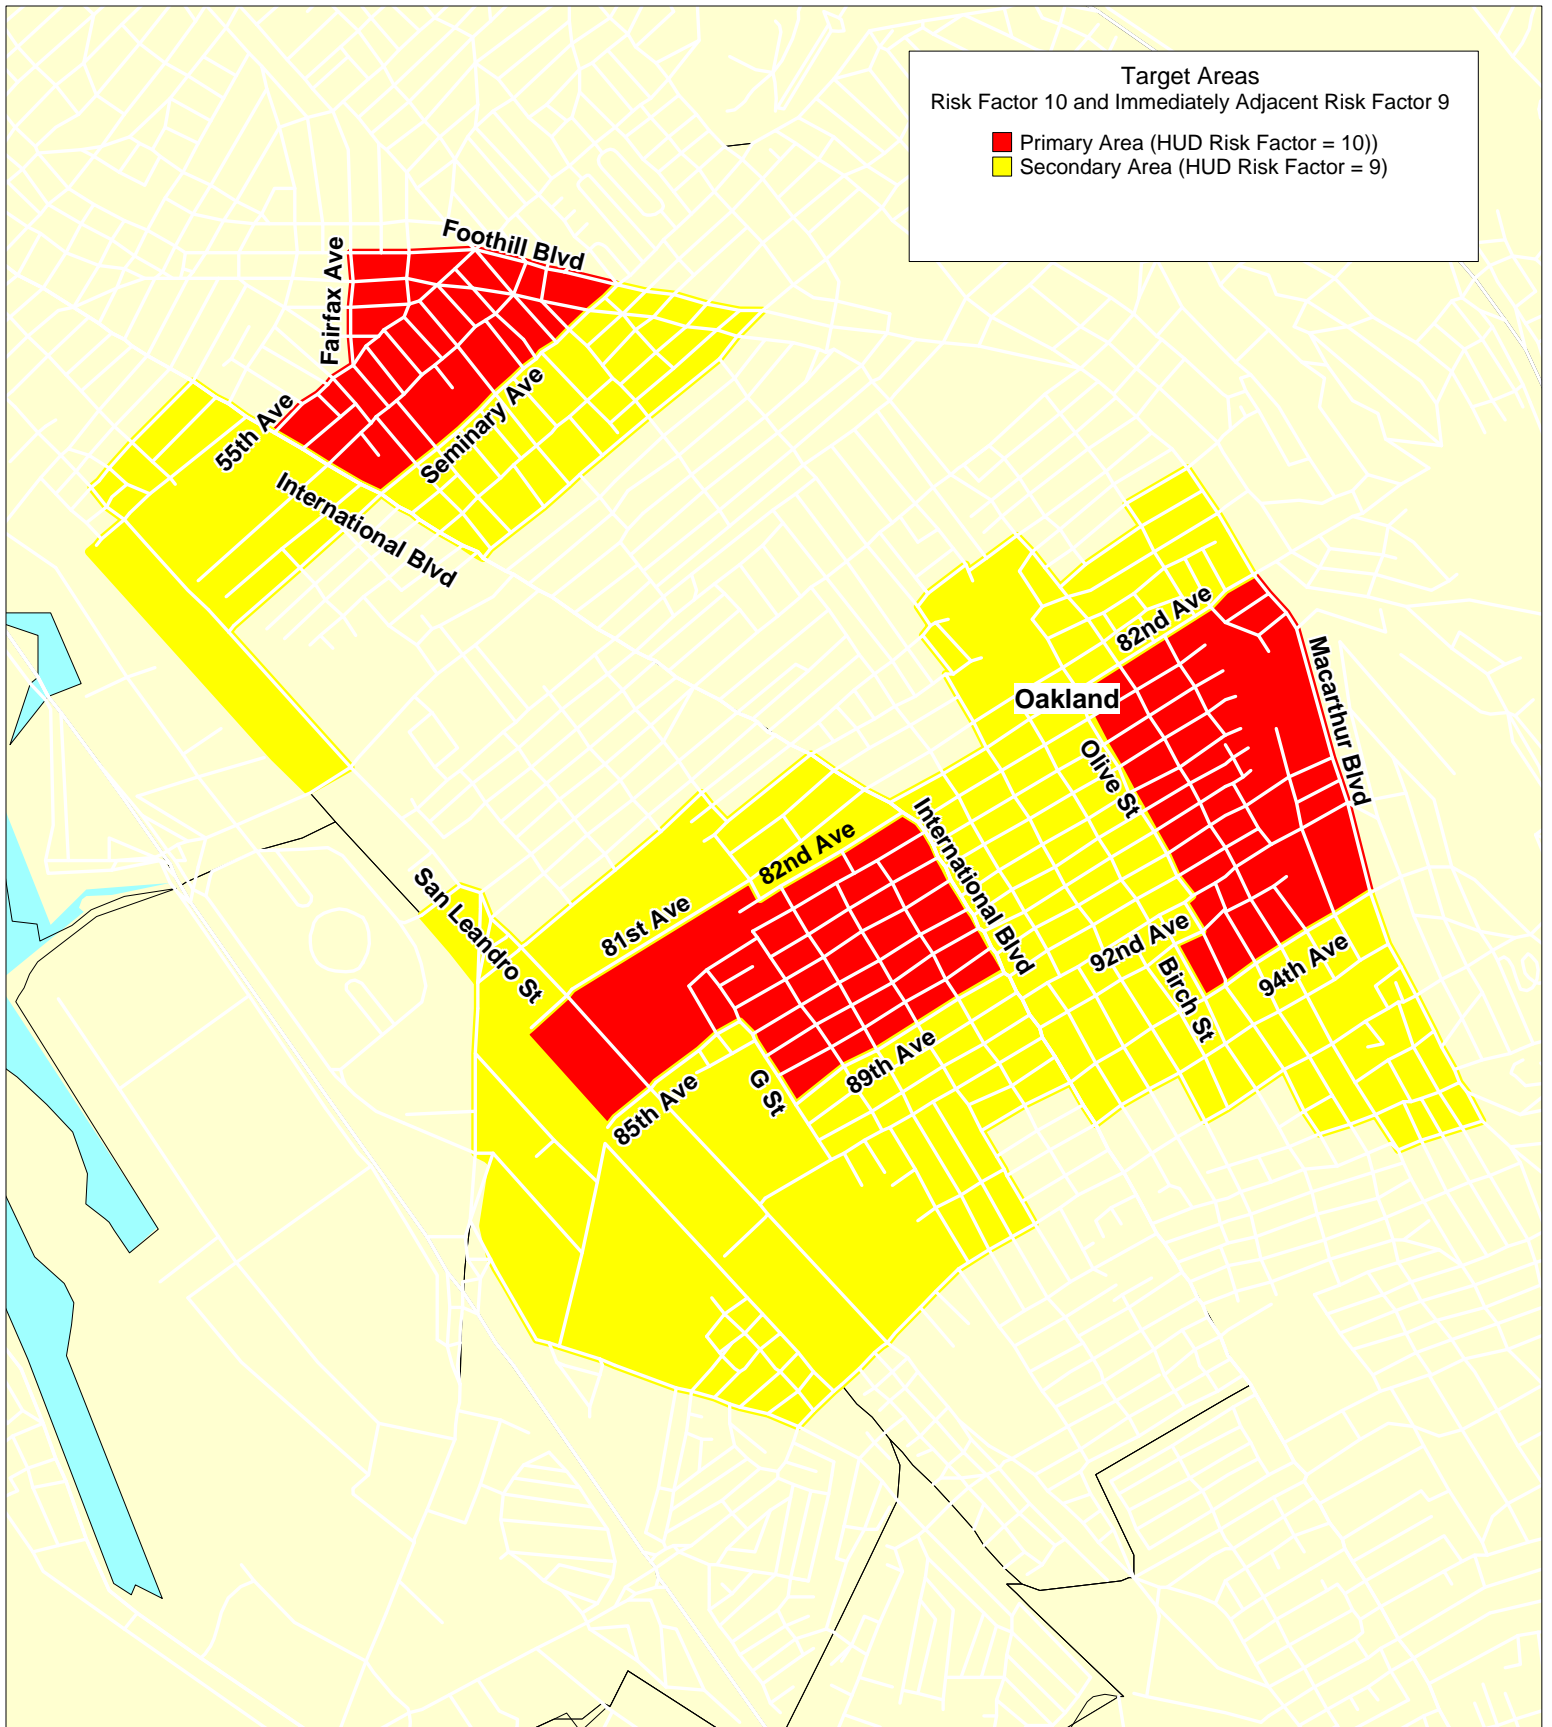 Target Areas
Risk Factor 10 and Immediately Adjacent Risk Factor 9
Primary Area (HUD Risk Factor = 10))
Secondary Area (HUD Risk Factor = 9)
Foothill Blvd
Fairfax Ave
55th Ave
Seminary Ave
International Blvd
82nd Ave
Macarthur Blvd
Oakland
Olive St
International Blvd
82nd Ave
San Leandro St
81st Ave
92nd Ave
Birch St
94th Ave
89th Ave
G St
85th Ave